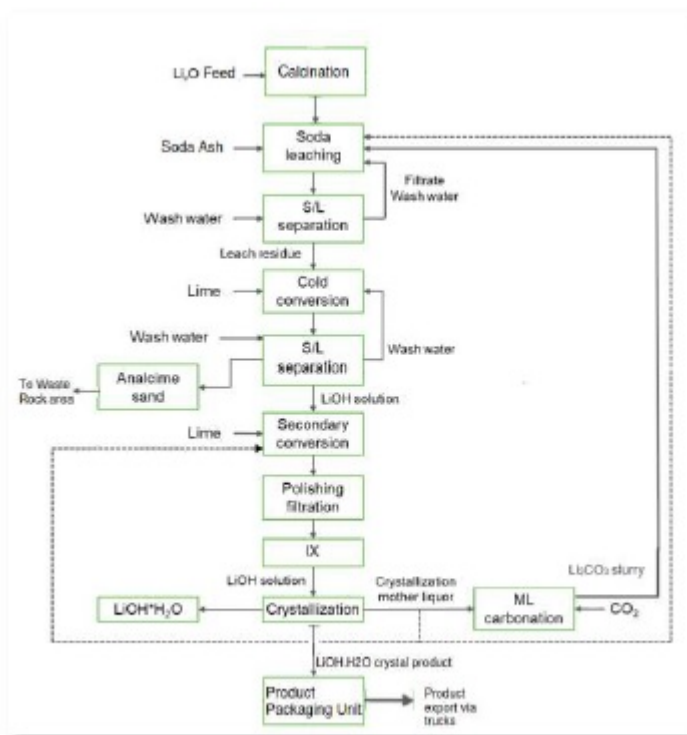 Li₂O Feed
Calcination
Soda Ash
Soda
leaching
Filtrate
Wash water
Wash water
S/L
separation
Leach residue
Lime
Cold
conversion
Wash water
S/L
separation
Wash water
To Waste
Rock area
Analcime
sand
LiOH solution
Lime
Secondary
conversion
Polishing
filtration
IX
LiOH solution
Crystallization
mother liquor
Li₂CO₃ slurry
LiOH*H₂O
Crystallization
ML
carbonation
CO₂
LiOH.H2O crystal product
Product
Packaging Unit
Product
export via
trucks